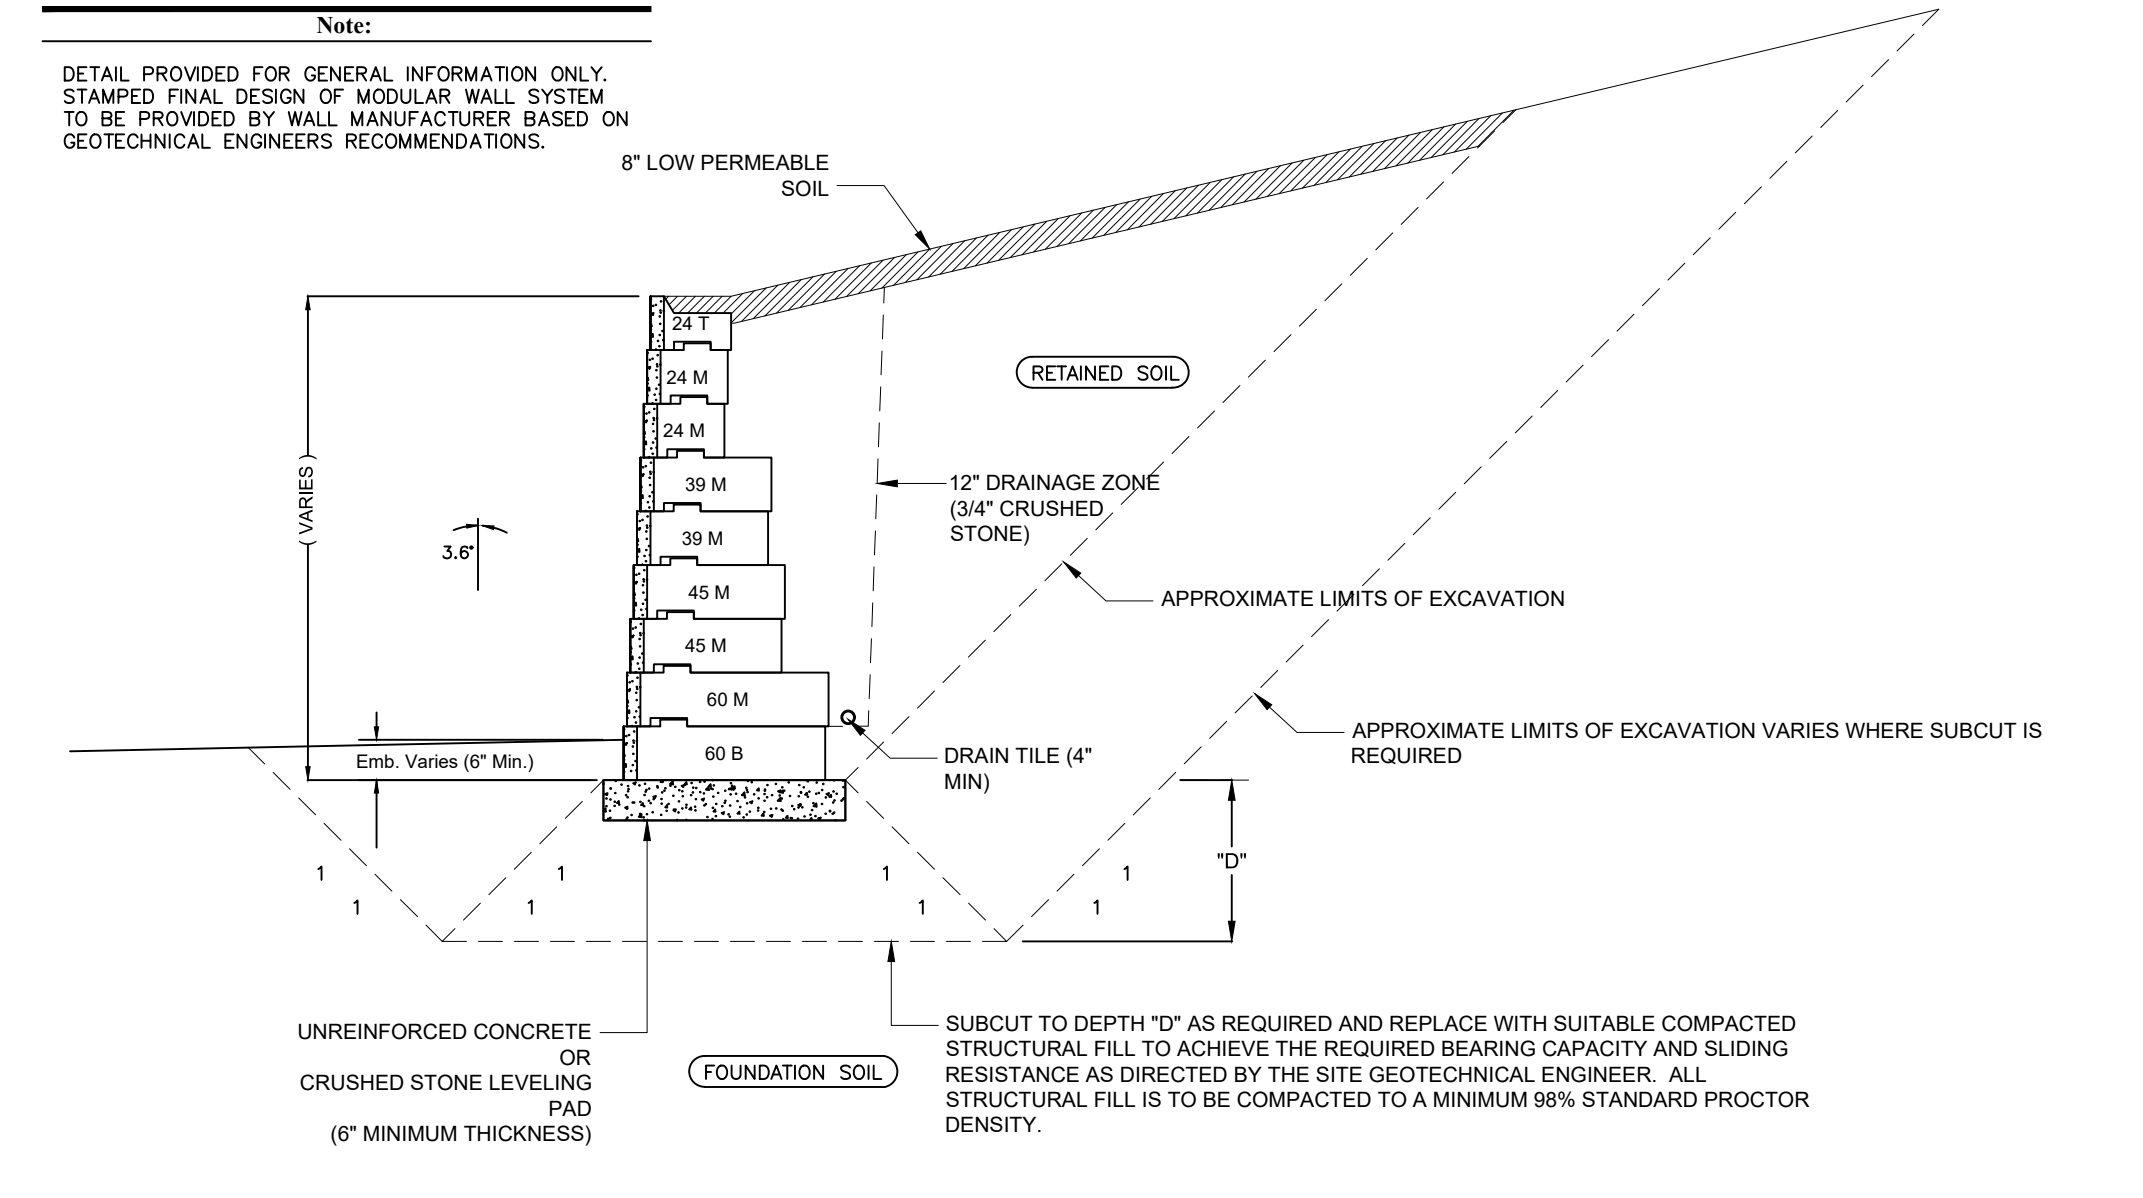 Note:
DETAIL PROVIDED FOR GENERAL INFORMATION ONLY.
STAMPED FINAL DESIGN OF MODULAR WALL SYSTEM
TO BE PROVIDED BY WALL MANUFACTURER BASED ON
GEOTECHNICAL ENGINEERS RECOMMENDATIONS.
8" LOW PERMEABLE
SOIL
24 T
24 M
24 M
39 M
39 M
45 M
45 M
60 M
60 B
RETAINED SOIL
( VARIES )
3.6°
12" DRAINAGE ZONE
(3/4" CRUSHED
STONE)
APPROXIMATE LIMITS OF EXCAVATION
APPROXIMATE LIMITS OF EXCAVATION VARIES WHERE SUBCUT IS
REQUIRED
DRAIN TILE (4"
MIN)
Emb. Varies (6" Min.)
"D"
1
1
1
1
1
1
1
1
UNREINFORCED CONCRETE
OR
CRUSHED STONE LEVELING
PAD
(6" MINIMUM THICKNESS)
FOUNDATION SOIL
SUBCUT TO DEPTH "D" AS REQUIRED AND REPLACE WITH SUITABLE COMPACTED
STRUCTURAL FILL TO ACHIEVE THE REQUIRED BEARING CAPACITY AND SLIDING
RESISTANCE AS DIRECTED BY THE SITE GEOTECHNICAL ENGINEER. ALL
STRUCTURAL FILL IS TO BE COMPACTED TO A MINIMUM 98% STANDARD PROCTOR
DENSITY.